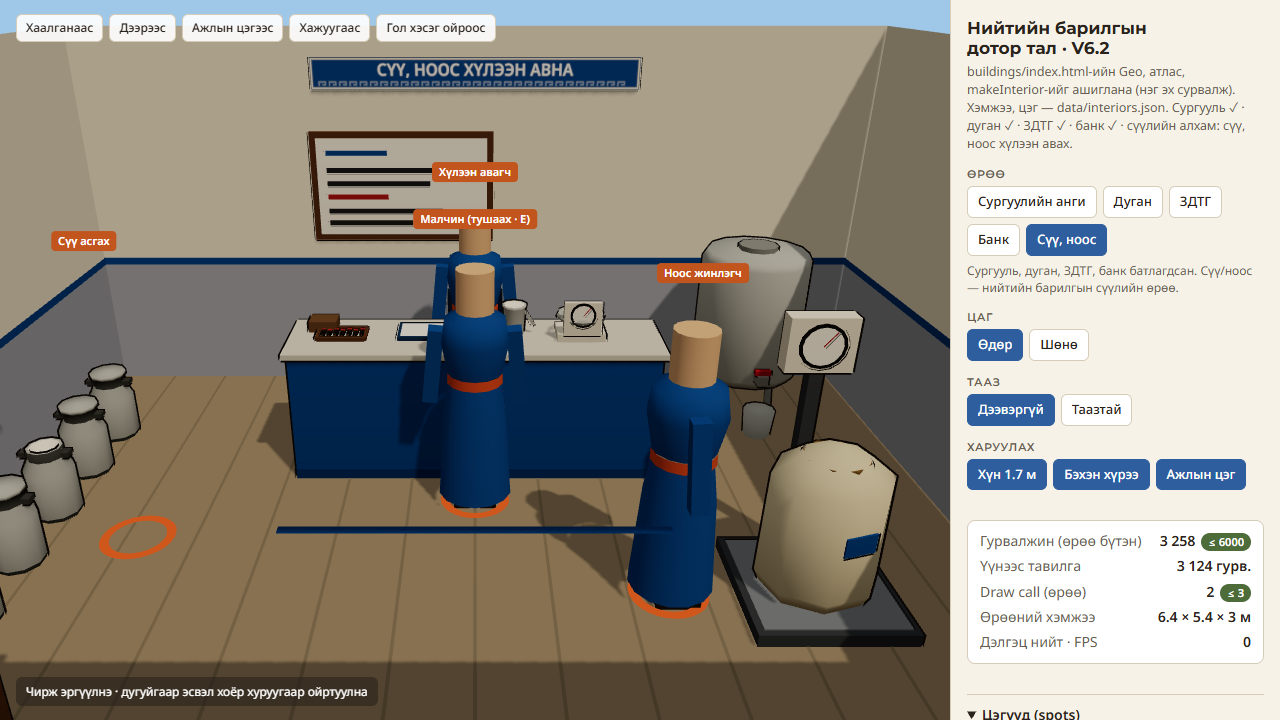 Хаалганаас
Дээрээс
Ажлын цэгээс
Хажуугаас
Гол хэсэг ойроос
СҮҮ, НООС ХҮЛЭЭН АВНА
Хүлээн авагч
Малчин (тушаах · E)
Сүү асгах
Ноос жинлэгч
Чирж эргүүлнэ · дугуйгаар эсвэл хоёр хуруугаар ойртуулна
Нийтийн барилгын
дотор тал · V6.2
buildings/index.html-ийн Geo, атлас,
makeInterior-ийг ашиглана (нэг эх сурвалж).
Хэмжээ, цэг — data/interiors.json. Сургууль ✓ ·
дуган ✓ · ЗДТГ ✓ · банк ✓ · сүүлийн алхам: сүү,
ноос хүлээн авах.
ӨРӨӨ
Сургуулийн анги
Дуган
ЗДТГ
Банк
Сүү, ноос
Сургууль, дуган, ЗДТГ, банк батлагдсан. Сүү/ноос
— нийтийн барилгын сүүлийн өрөө.
ЦАГ
Өдөр
Шөнө
ТААЗ
Дээвэргүй
Таазтай
ХАРУУЛАХ
Хүн 1.7 м
Бэхэн хүрээ
Ажлын цэг
Гурвалжин (өрөө бүтэн) 3 258 ≤ 6000
Үүнээс тавилга 3 124 гурв.
Draw call (өрөө) 2 ≤ 3
Өрөөний хэмжээ 6.4 × 5.4 × 3 м
Дэлгэц нийт · FPS 0
▼ Цэгүүд (spots)